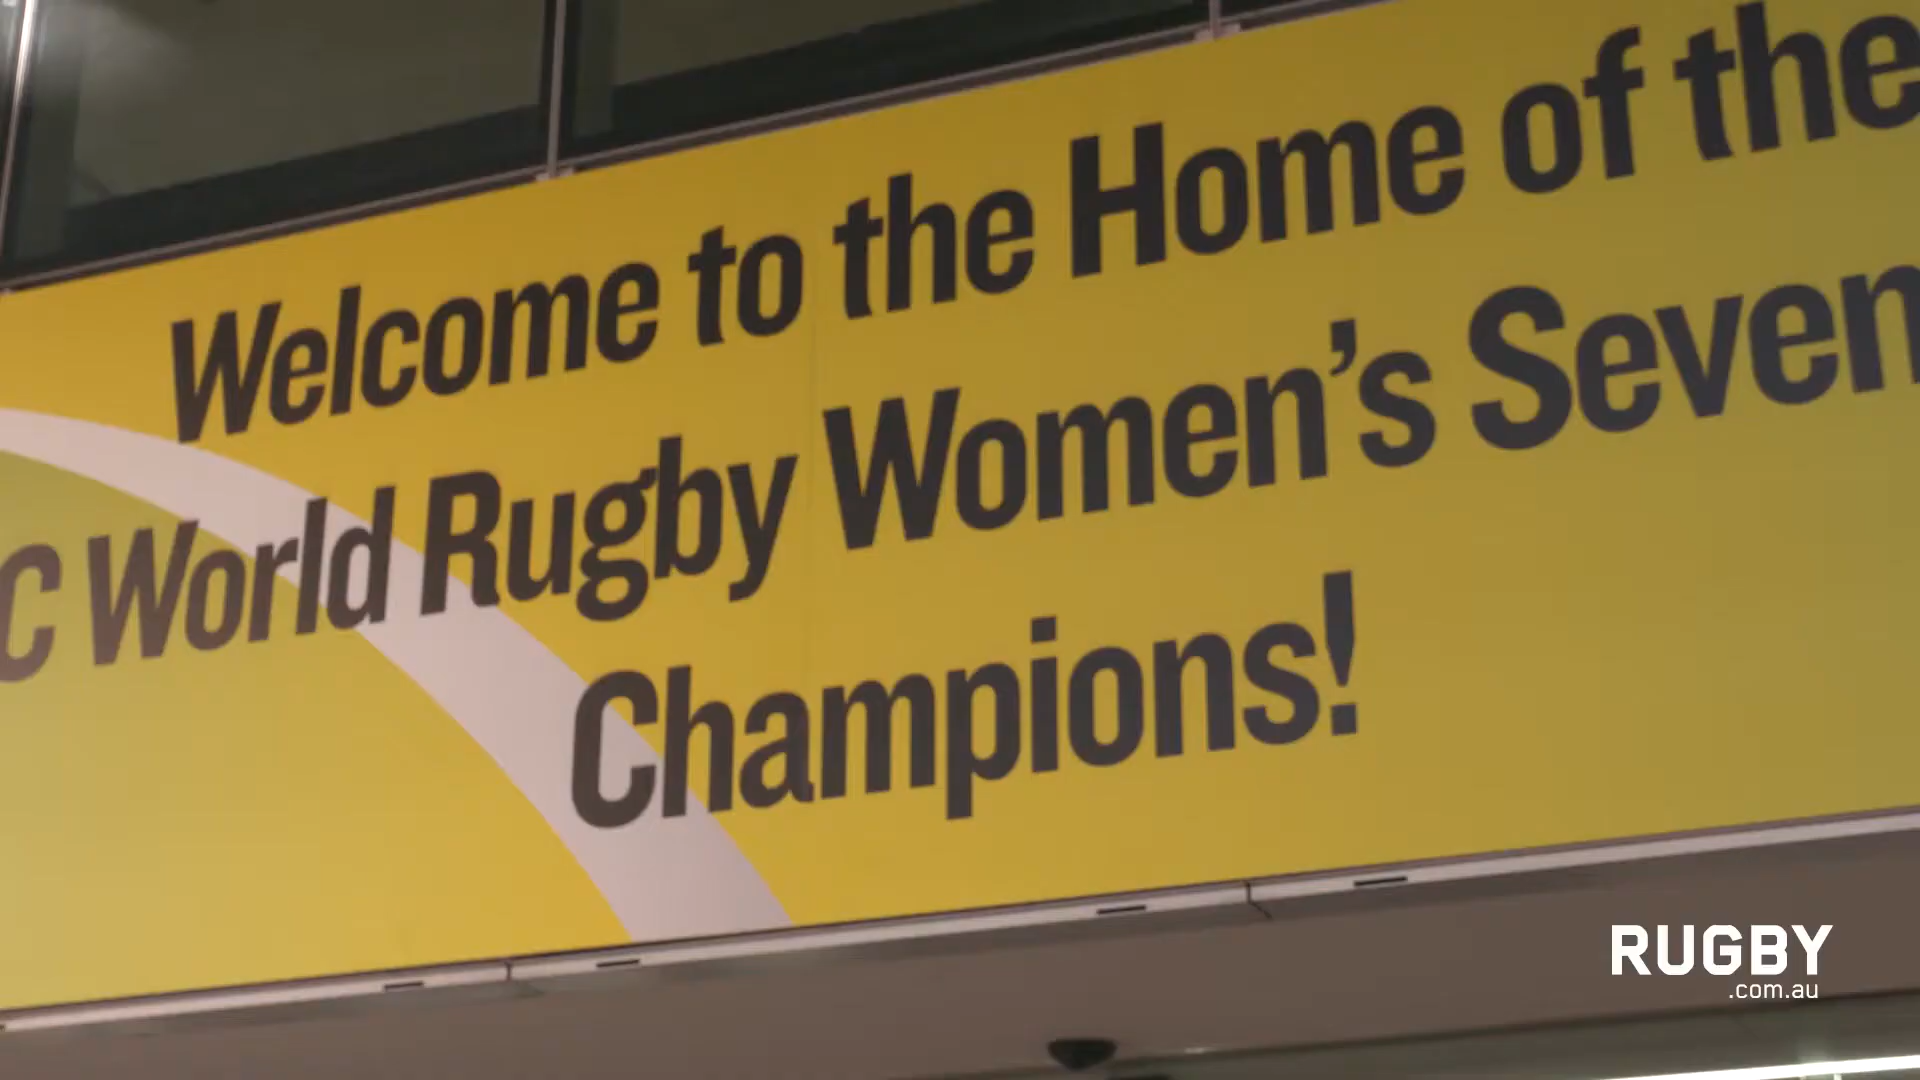 Welcome to the Home of the
C World Rugby Women's Seven
Champions!
RUGBY
.com.au